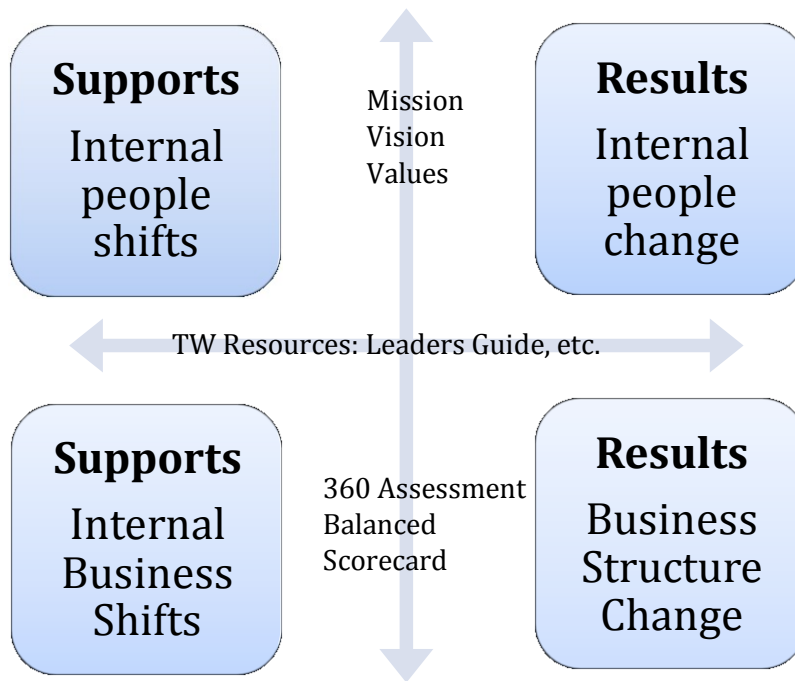 Supports
Internal
people
shifts
Mission
Vision
Values
Results
Internal
people
change
TW Resources: Leaders Guide, etc.
Supports
Internal
Business
Shifts
360 Assessment
Balanced
Scorecard
Results
Business
Structure
Change